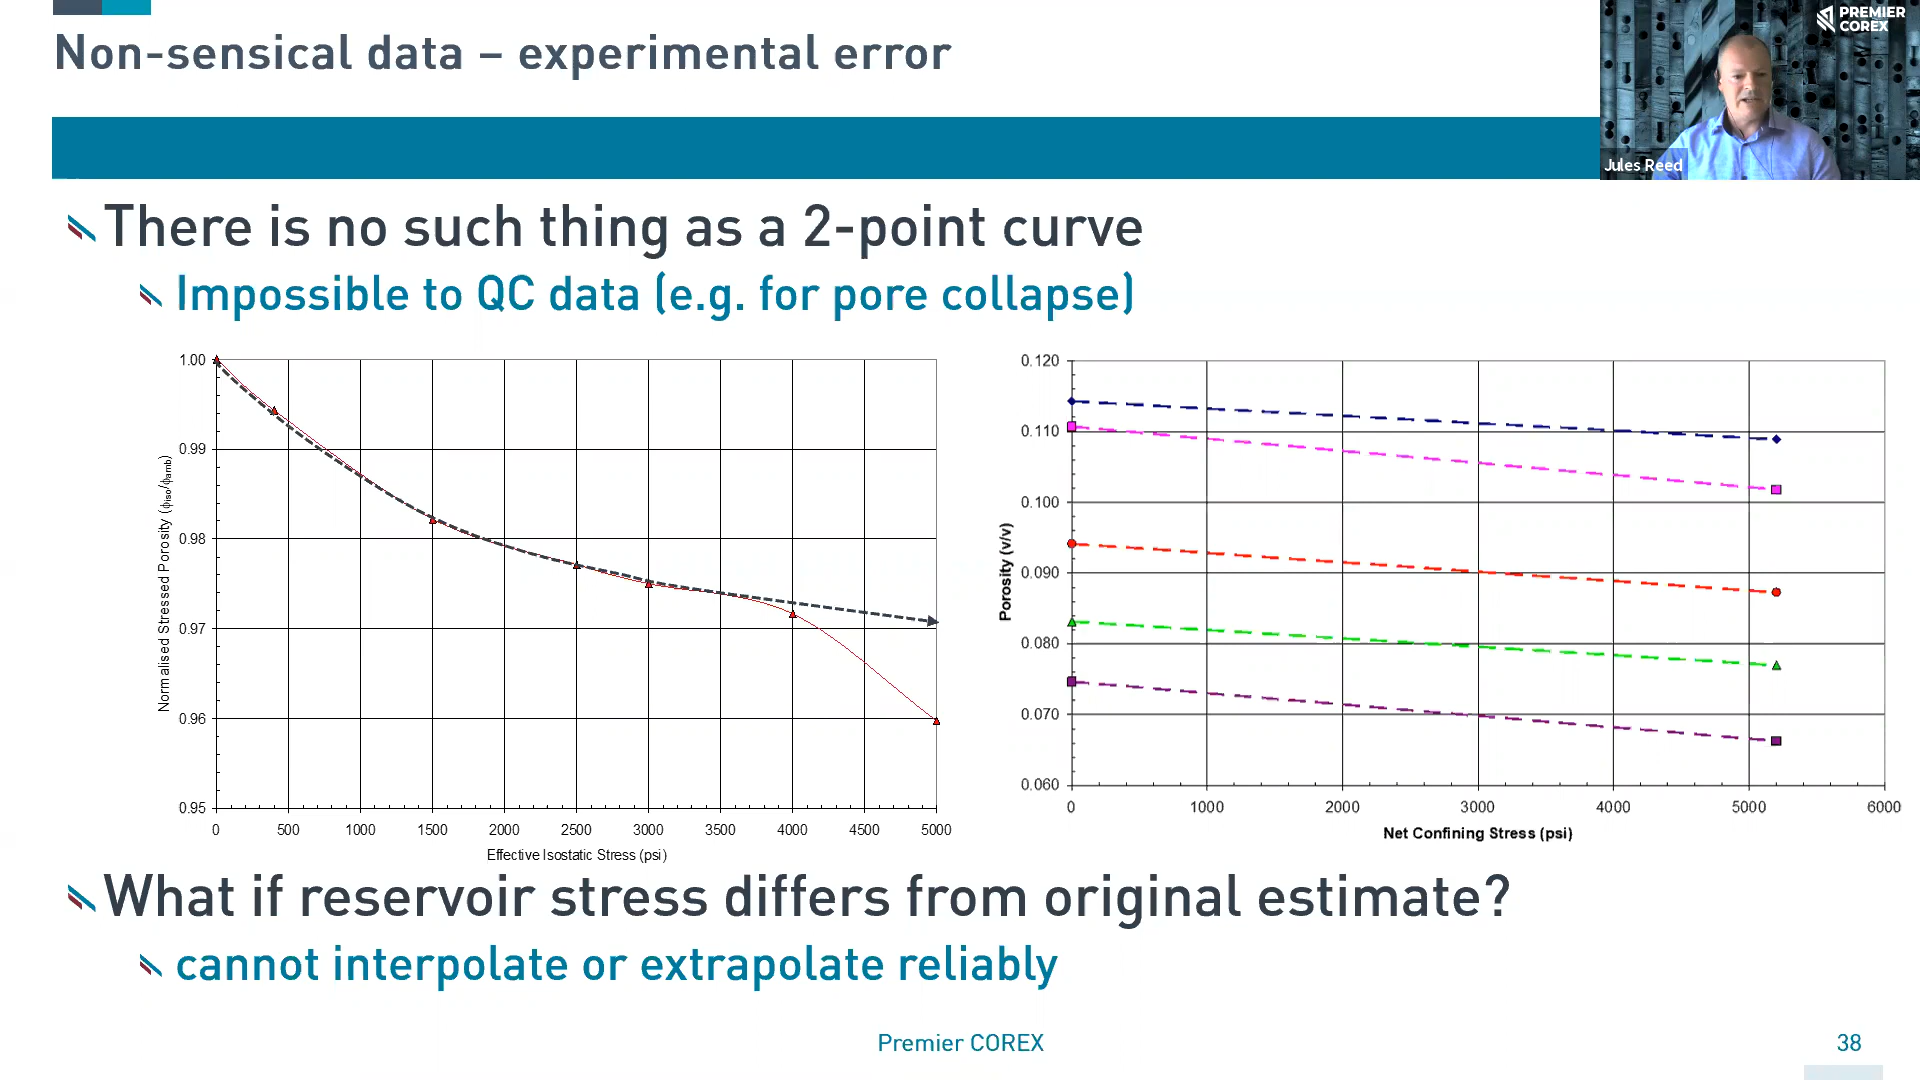 Non-sensical data – experimental error
PREMIER
COREX
Jules Reed
There is no such thing as a 2-point curve
Impossible to QC data (e.g. for pore collapse)
1.00
0.99
0.98
0.97
0.96
0.95
Normalised Stressed Porosity (ϕiso/ϕamb)
0
500
1000
1500
2000
2500
3000
3500
4000
4500
5000
Effective Isostatic Stress (psi)
0.120
0.110
0.100
0.090
0.080
0.070
0.060
Porosity (v/v)
0
1000
2000
3000
4000
5000
6000
Net Confining Stress (psi)
What if reservoir stress differs from original estimate?
cannot interpolate or extrapolate reliably
Premier COREX
38